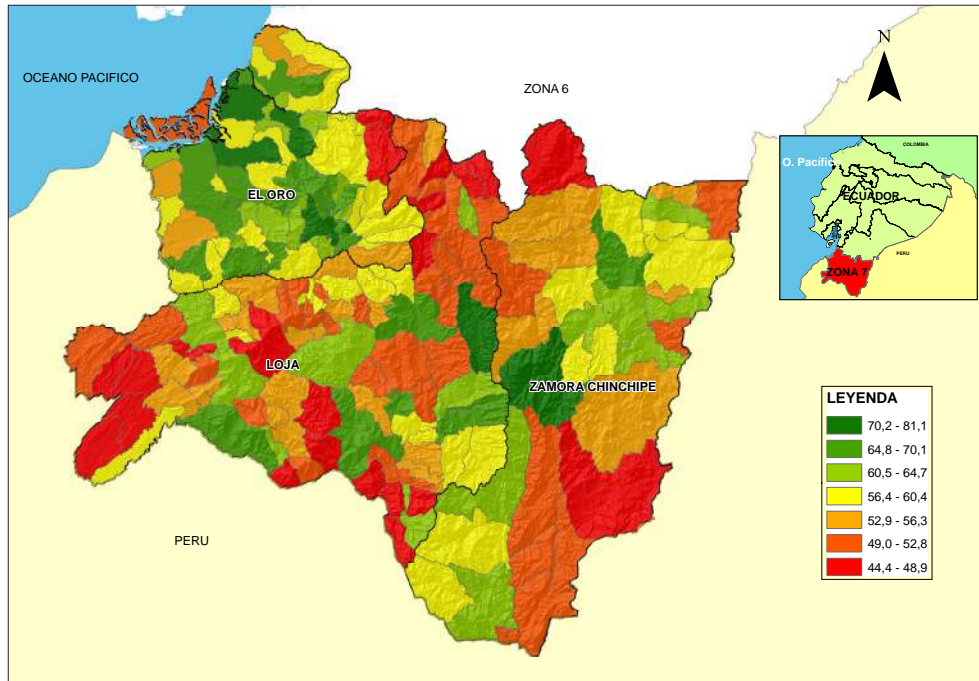 OCEANO PACIFICO
ZONA 6
N
EL ORO
LOJA
ZAMORA CHINCHIPE
PERU
COLOMBIA
O. Pacífico
ECUADOR
PERU
ZONA 7
LEYENDA
70,2 - 81,1
64,8 - 70,1
60,5 - 64,7
56,4 - 60,4
52,9 - 56,3
49,0 - 52,8
44,4 - 48,9